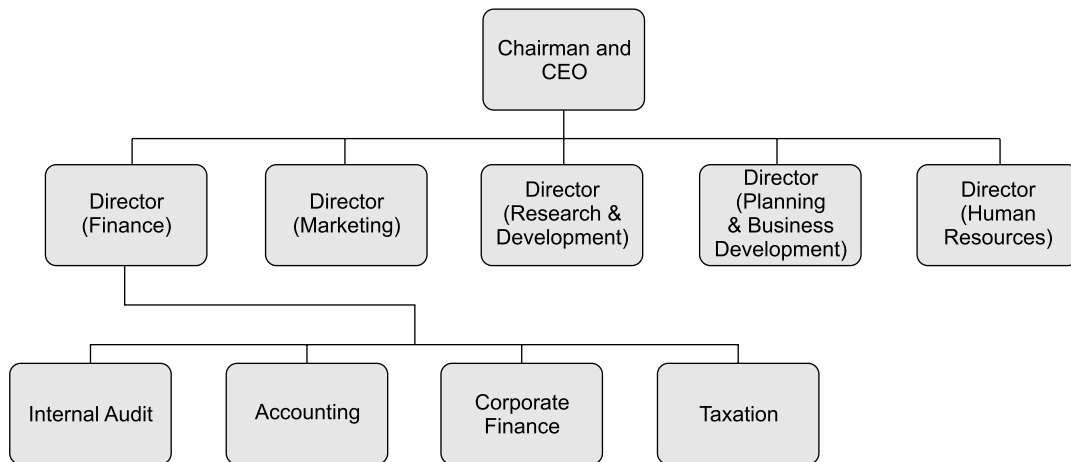 Chairman and
CEO
Director
(Finance)
Director
(Marketing)
Director
(Research &
Development)
Director
(Planning
& Business
Development)
Director
(Human
Resources)
Internal Audit
Accounting
Corporate
Finance
Taxation